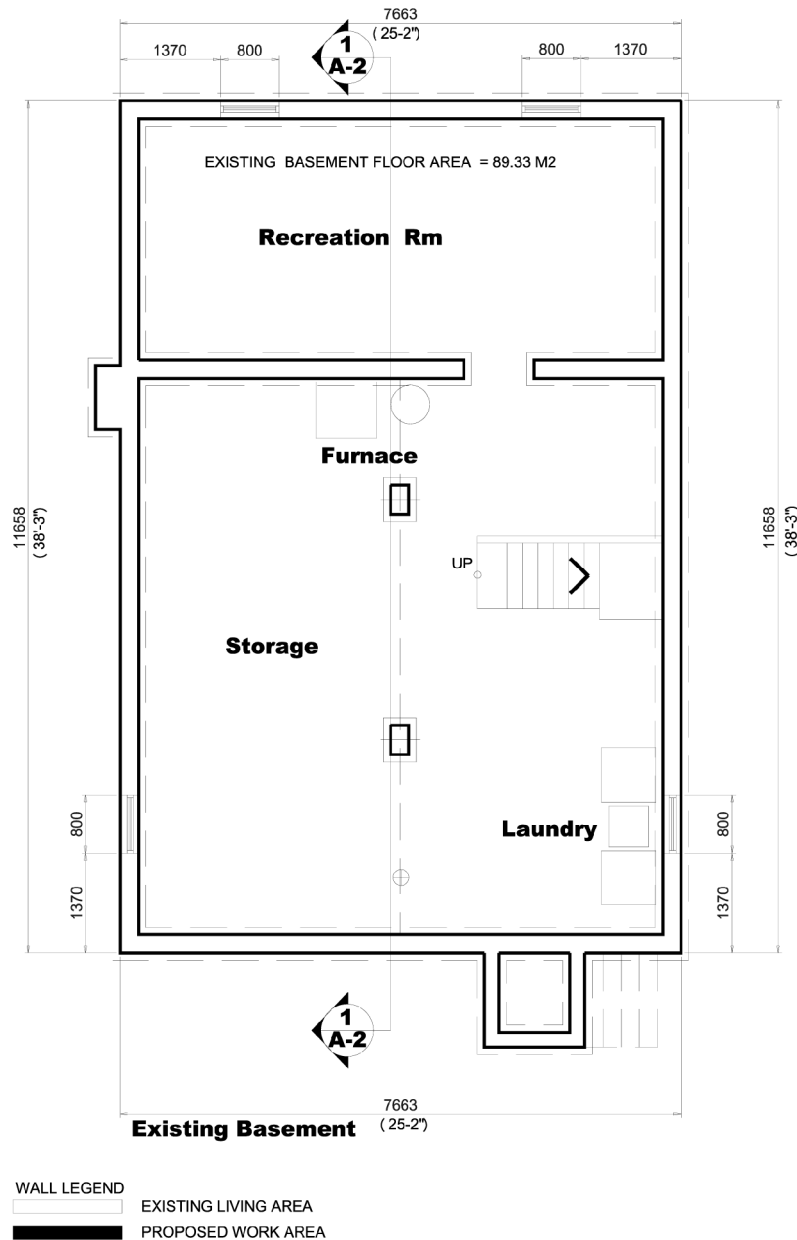 7663
( 25-2")
1370
800
1
A-2
800
1370
EXISTING BASEMENT FLOOR AREA = 89.33 M2
Recreation Rm
Furnace
11658
( 38'-3")
11658
( 38'-3")
UP
Storage
800
Laundry
800
1370
1370
1
A-2
7663
( 25-2")
Existing Basement
WALL LEGEND
EXISTING LIVING AREA
PROPOSED WORK AREA